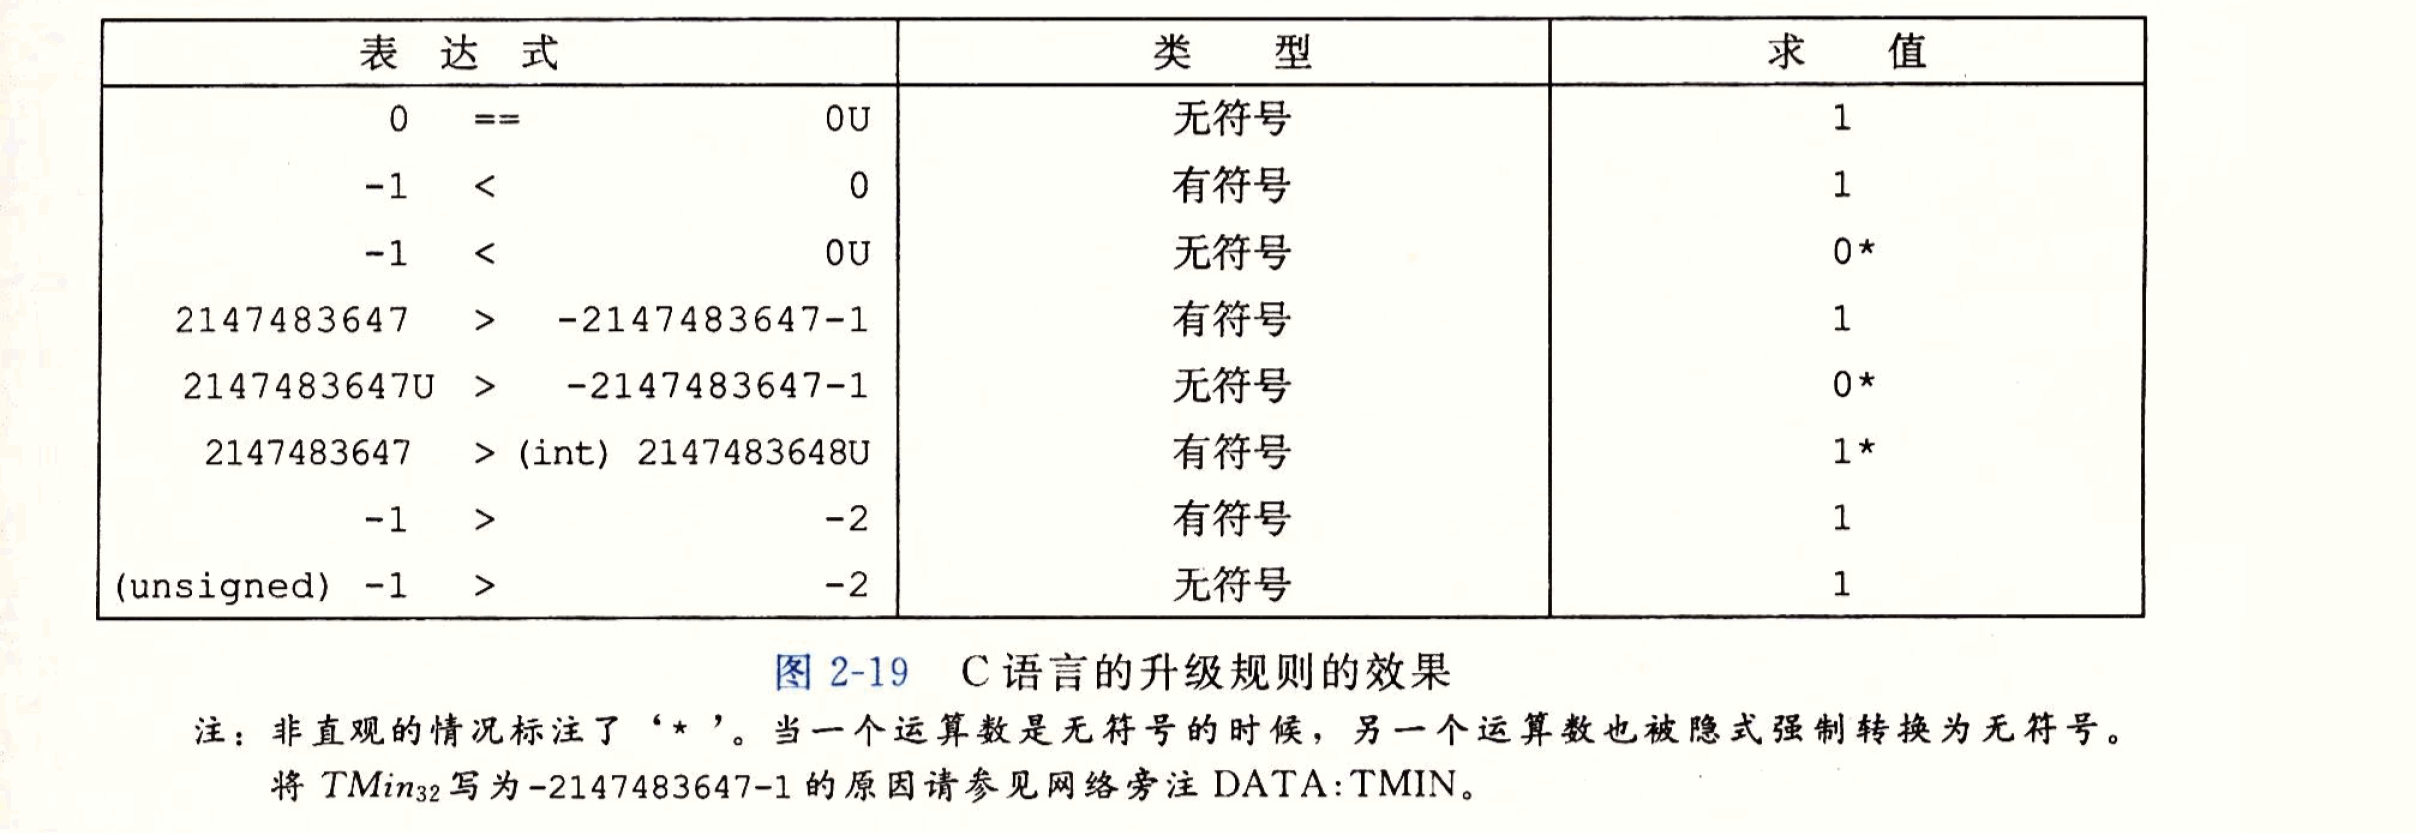 表 达 式 类 型 求 值
0 == 0U 无符号 1
-1 < 0 有符号 1
-1 < 0U 无符号 0*
2147483647 > -2147483647-1 有符号 1
2147483647U > -2147483647-1 无符号 0*
2147483647 > (int) 2147483648U 有符号 1*
-1 > -2 有符号 1
(unsigned) -1 > -2 无符号 1
图 2-19 C 语言的升级规则的效果
注：非直观的情况标注了‘*’。当一个运算数是无符号的时候，另一个运算数也被隐式强制转换为无符号。
将 TMin32写为-2147483647-1的原因请参见网络旁注 DATA:TMIN。